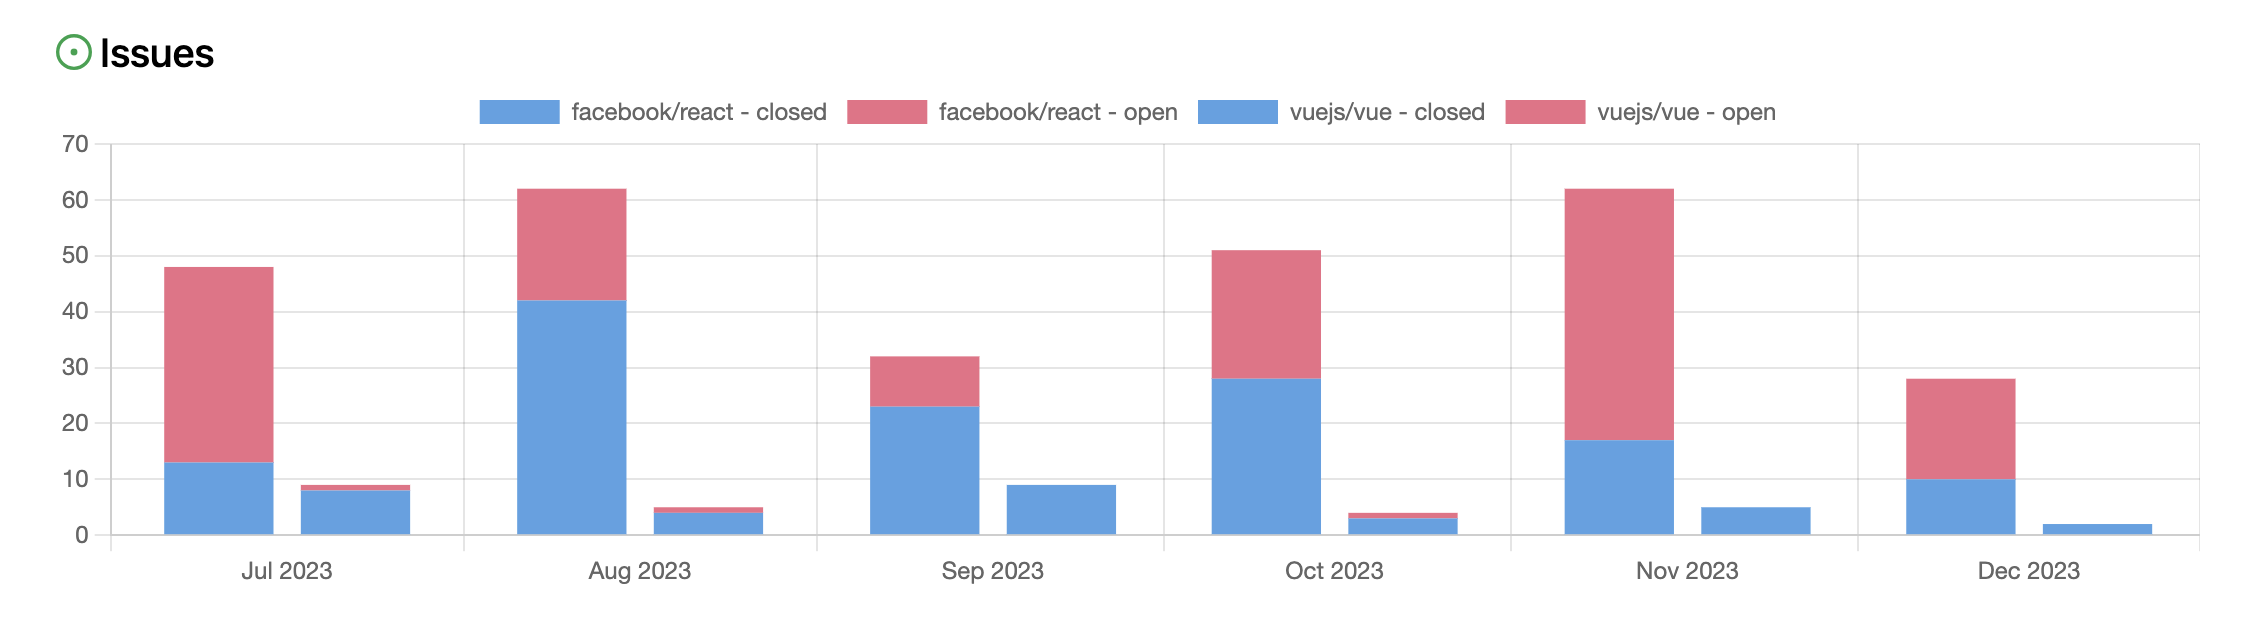 Issues
facebook/react - closed facebook/react - open vuejs/vue - closed vuejs/vue - open
70
60
50
40
30
20
10
0
Jul 2023 Aug 2023 Sep 2023 Oct 2023 Nov 2023 Dec 2023